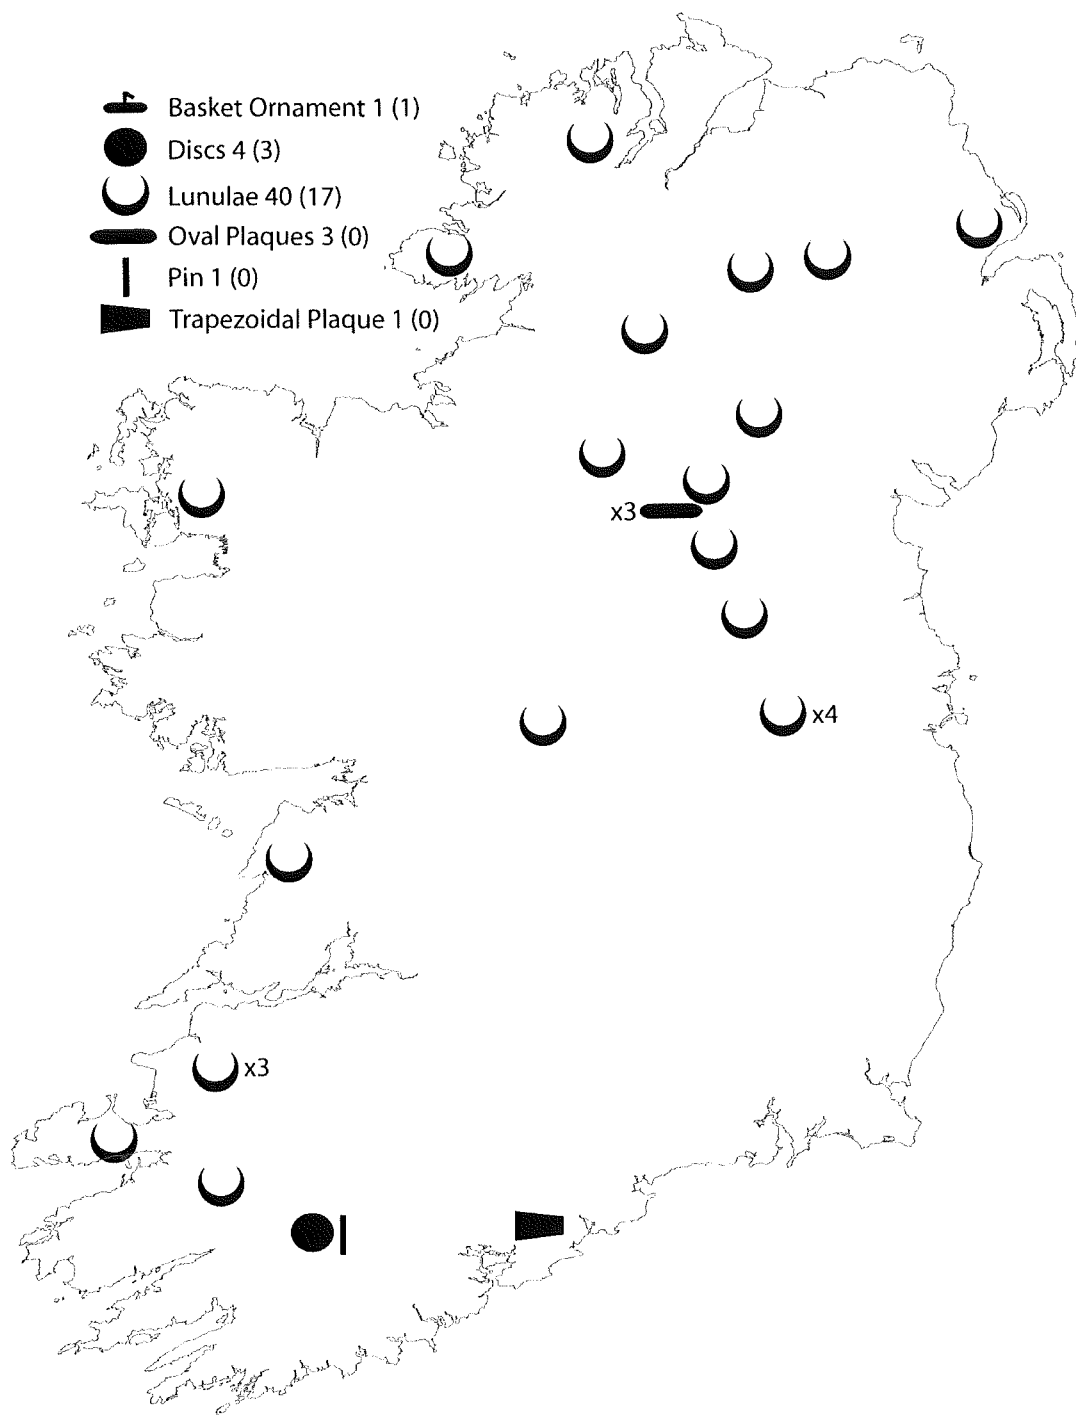 Basket Ornament 1 (1)
Discs 4 (3)
Lunulae 40 (17)
Oval Plaques 3 (0)
Pin 1 (0)
Trapezoidal Plaque 1 (0)
x3
x4
x3